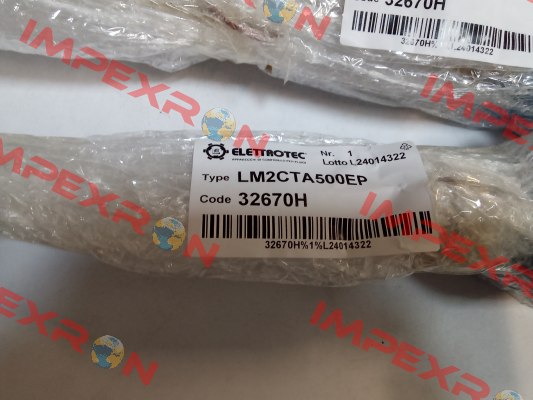 Code 32670H
32670H%1%L24014322
ELETTROTEC
Nr. 1
Lotto L24014322
Type LM2CTA500EP
Code 32670H
32670H%1%L24014322
IMPEXRON
IMPEXRON
IMPEXRON
IMPEXRON
IMPEXRON